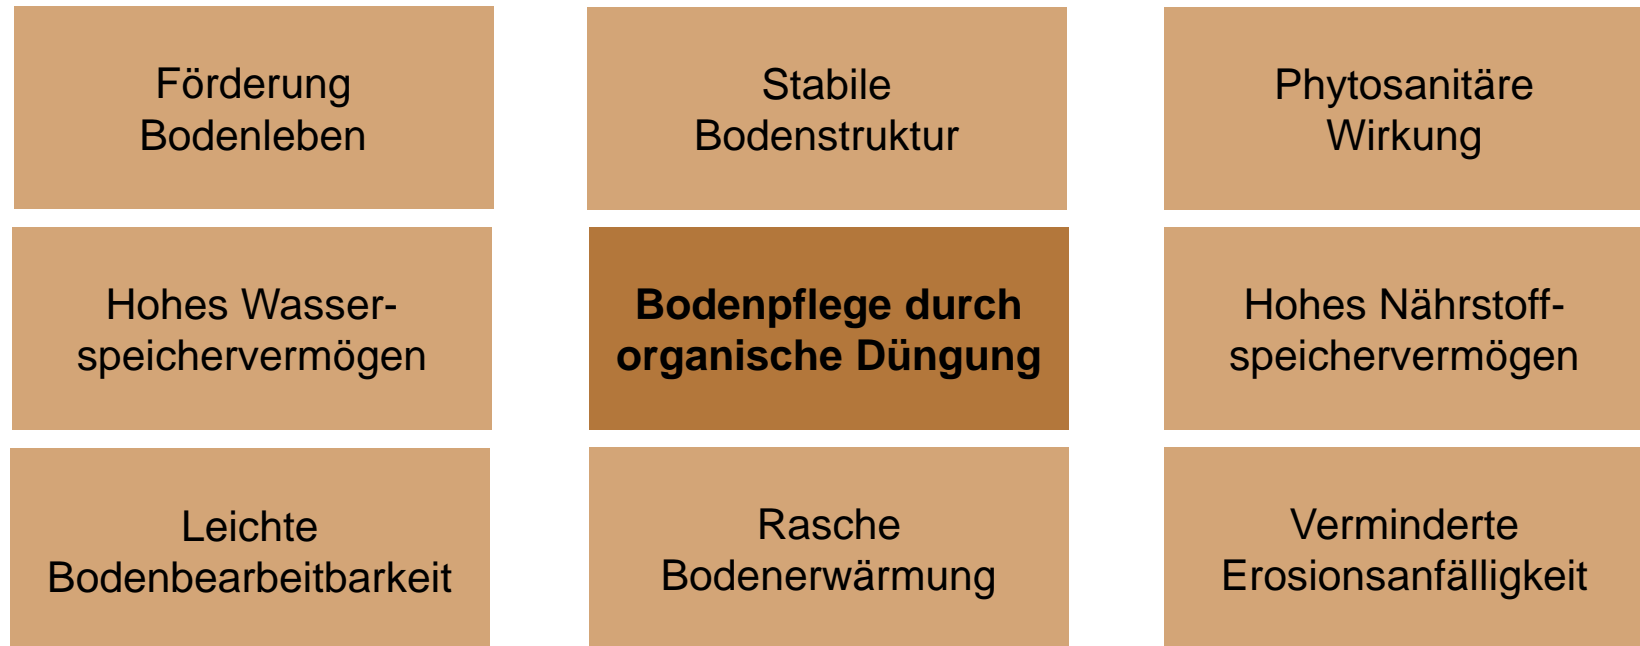 Förderung
Bodenleben
Stabile
Bodenstruktur
Phytosanitäre
Wirkung
Hohes Wasser-
speichervermögen
Bodenpflege durch
organische Düngung
Hohes Nährstoff-
speichervermögen
Leichte
Bodenbearbeitbarkeit
Rasche
Bodenerwärmung
Verminderte
Erosionsanfälligkeit